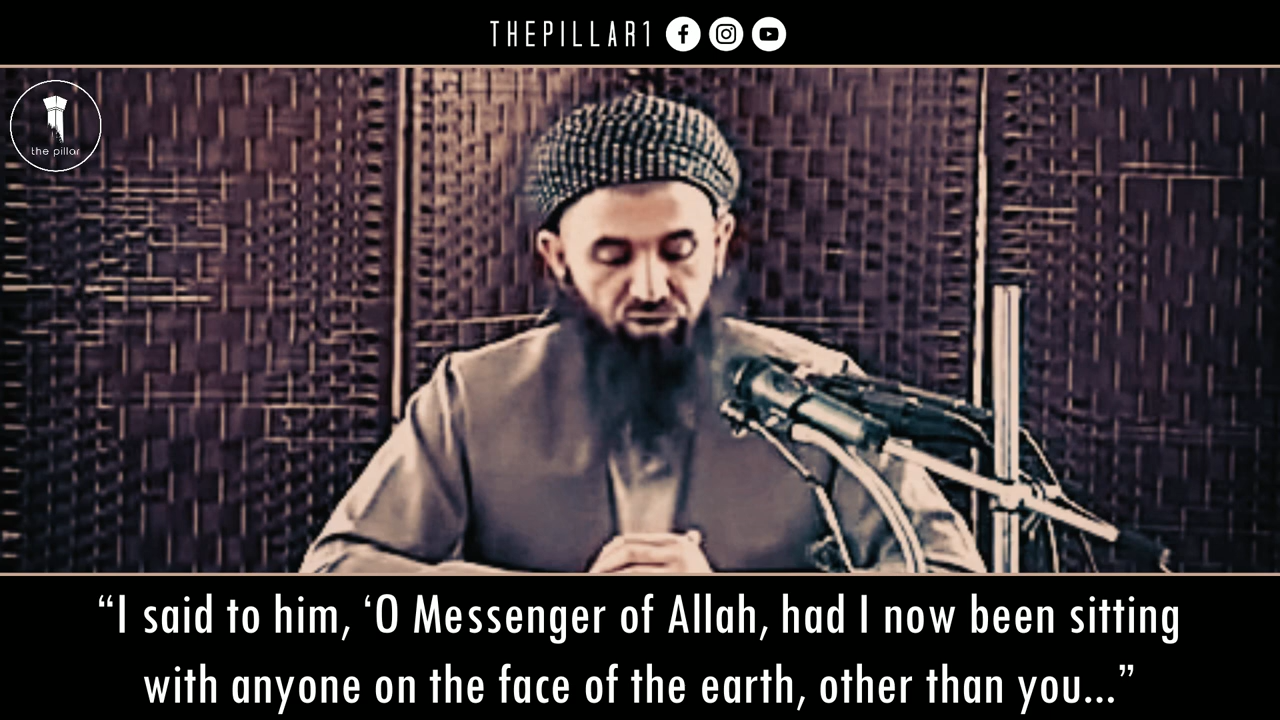 THEPILLAR1
the pillar
“I said to him, ‘O Messenger of Allah, had I now been sitting
with anyone on the face of the earth, other than you...”